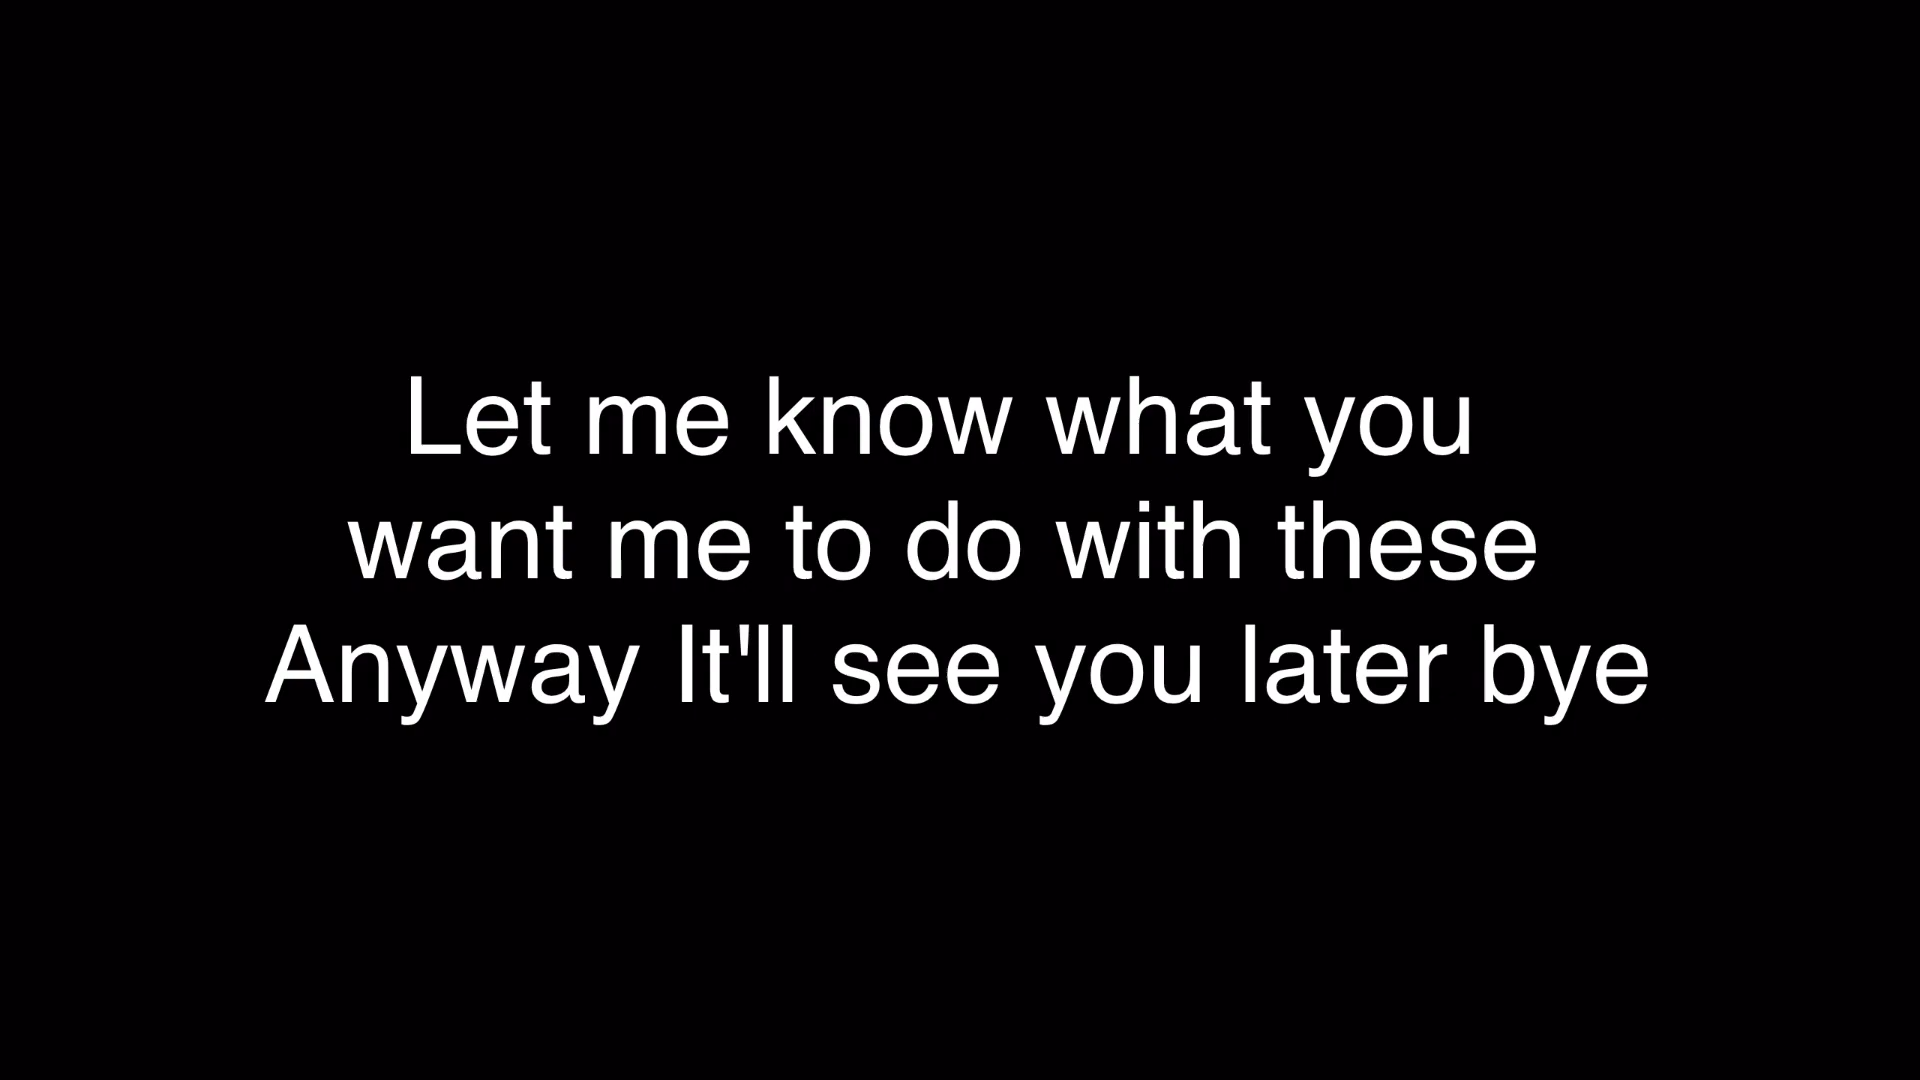 Let me know what you
want me to do with these
Anyway It'll see you later bye